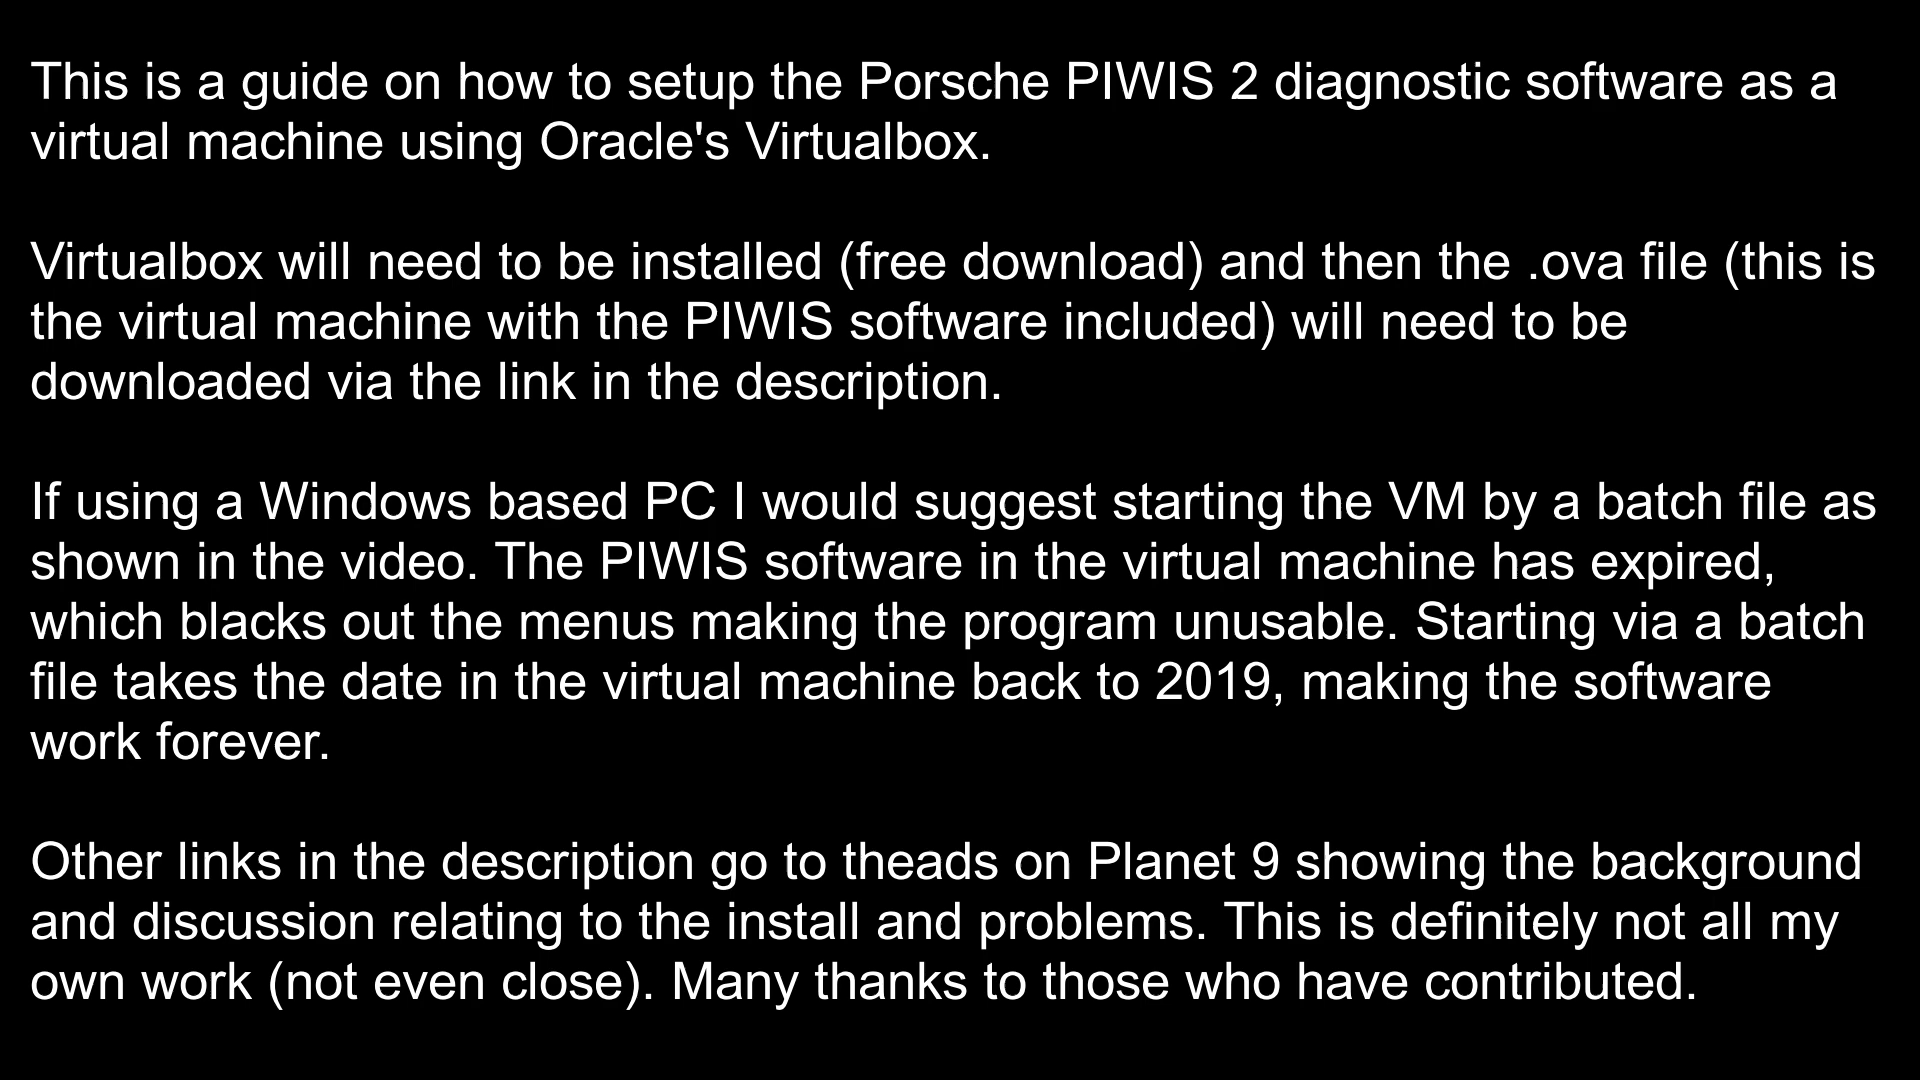 This is a guide on how to setup the Porsche PIWIS 2 diagnostic software as a
virtual machine using Oracle's Virtualbox.
Virtualbox will need to be installed (free download) and then the .ova file (this is
the virtual machine with the PIWIS software included) will need to be
downloaded via the link in the description.
If using a Windows based PC I would suggest starting the VM by a batch file as
shown in the video. The PIWIS software in the virtual machine has expired,
which blacks out the menus making the program unusable. Starting via a batch
file takes the date in the virtual machine back to 2019, making the software
work forever.
Other links in the description go to theads on Planet 9 showing the background
and discussion relating to the install and problems. This is definitely not all my
own work (not even close). Many thanks to those who have contributed.